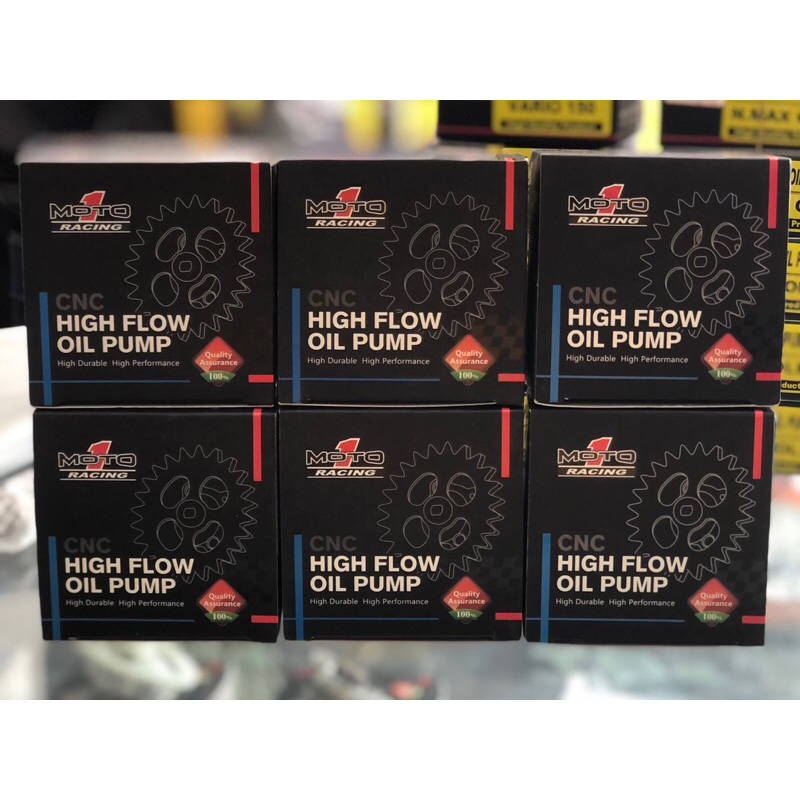 VARIO 150
N.MAX
1
MOTO
RACING
CNC
HIGH FLOW
OIL PUMP
High Durable High Performance
Quality
Assurance
100%
1
MOTO
RACING
CNC
HIGH FLOW
OIL PUMP
High Durable High Performance
Quality
Assurance
100%
1
MOTO
RACING
CNC
HIGH FLOW
OIL PUMP
High Durable High Performance
Quality
Assurance
100%
1
MOTO
RACING
CNC
HIGH FLOW
OIL PUMP
High Durable High Performance
Quality
Assurance
100%
1
MOTO
RACING
CNC
HIGH FLOW
OIL PUMP
High Durable High Performance
Quality
Assurance
100%
1
MOTO
RACING
CNC
HIGH FLOW
OIL PUMP
High Durable High Performance
Quality
Assurance
100%